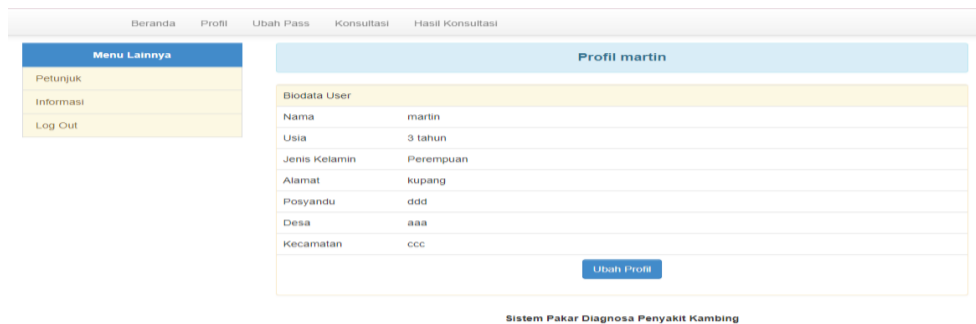 Beranda Profil Ubah Pass Konsultasi Hasil Konsultasi
Menu Lainnya
Petunjuk
Informasi
Log Out
Profil martin
Biodata User
Nama martin
Usia 3 tahun
Jenis Kelamin Perempuan
Alamat kupang
Posyandu ddd
Desa aaa
Kecamatan ccc
Ubah Profil
Sistem Pakar Diagnosa Penyakit Kambing